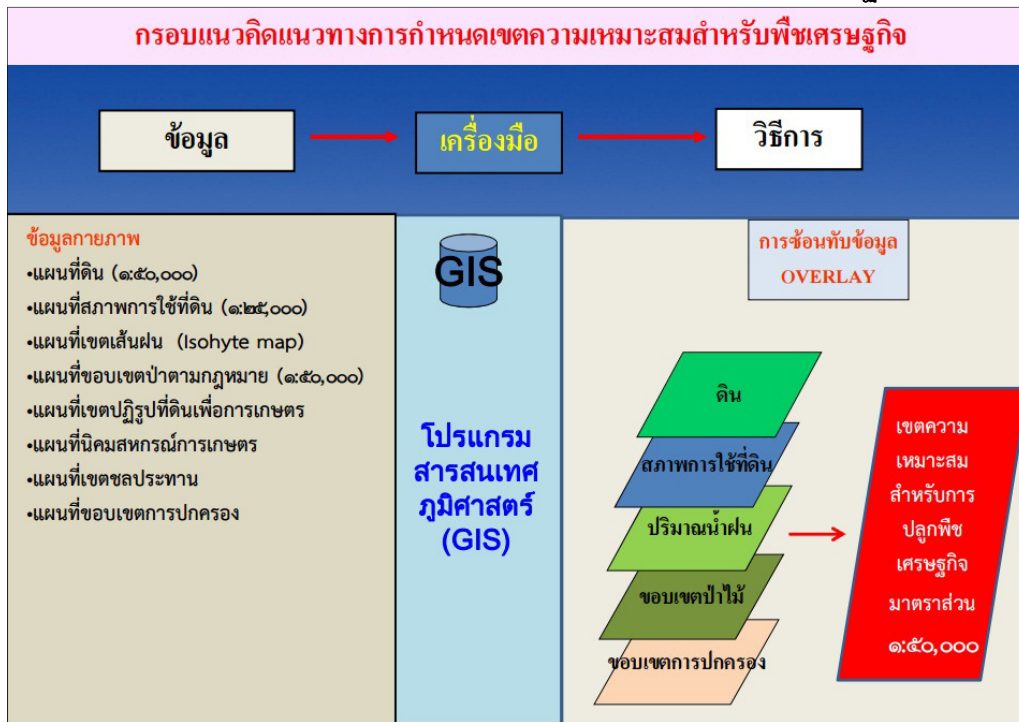 กรอบแนวคิดแนวทางการกำหนดเขตความเหมาะสมสำหรับพืชเศรษฐกิจ
ข้อมูล
เครื่องมือ
วิธีการ
ข้อมูลกายภาพ
•แผนที่ดิน (๑:๕๐,๐๐๐)
•แผนที่สภาพการใช้ที่ดิน (๑:๒๕,๐๐๐)
•แผนที่เขตเส้นฝน (Isohyte map)
•แผนที่ขอบเขตป่าตามกฎหมาย (๑:๕๐,๐๐๐)
•แผนที่เขตปฏิรูปที่ดินเพื่อการเกษตร
•แผนที่นิคมสหกรณ์การเกษตร
•แผนที่เขตชลประทาน
•แผนที่ขอบเขตการปกครอง
GIS
โปรแกรม
สารสนเทศ
ภูมิศาสตร์
(GIS)
การซ้อนทับข้อมูล
OVERLAY
ดิน
สภาพการใช้ที่ดิน
ปริมาณน้ำฝน
ขอบเขตป่าไม้
ขอบเขตการปกครอง
เขตความ
เหมาะสม
สำหรับการ
ปลูกพืช
เศรษฐกิจ
มาตราส่วน
๑:๕๐,๐๐๐